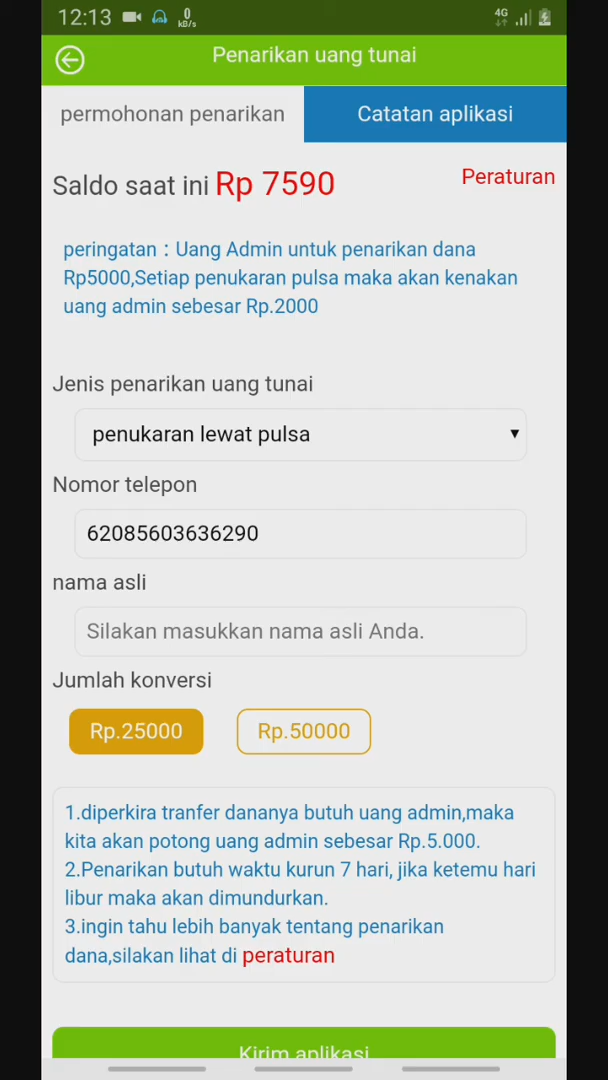 12:13
0
KB/s
4G
Penarikan uang tunai
permohonan penarikan
Catatan aplikasi
Saldo saat ini Rp 7590
Peraturan
peringatan：Uang Admin untuk penarikan dana
Rp5000,Setiap penukaran pulsa maka akan kenakan
uang admin sebesar Rp.2000
Jenis penarikan uang tunai
penukaran lewat pulsa
Nomor telepon
62085603636290
nama asli
Silakan masukkan nama asli Anda.
Jumlah konversi
Rp.25000
Rp.50000
1.diperkira tranfer dananya butuh uang admin,maka
kita akan potong uang admin sebesar Rp.5.000.
2.Penarikan butuh waktu kurun 7 hari, jika ketemu hari
libur maka akan dimundurkan.
3.ingin tahu lebih banyak tentang penarikan
dana,silakan lihat di peraturan
Kirim aplikasi